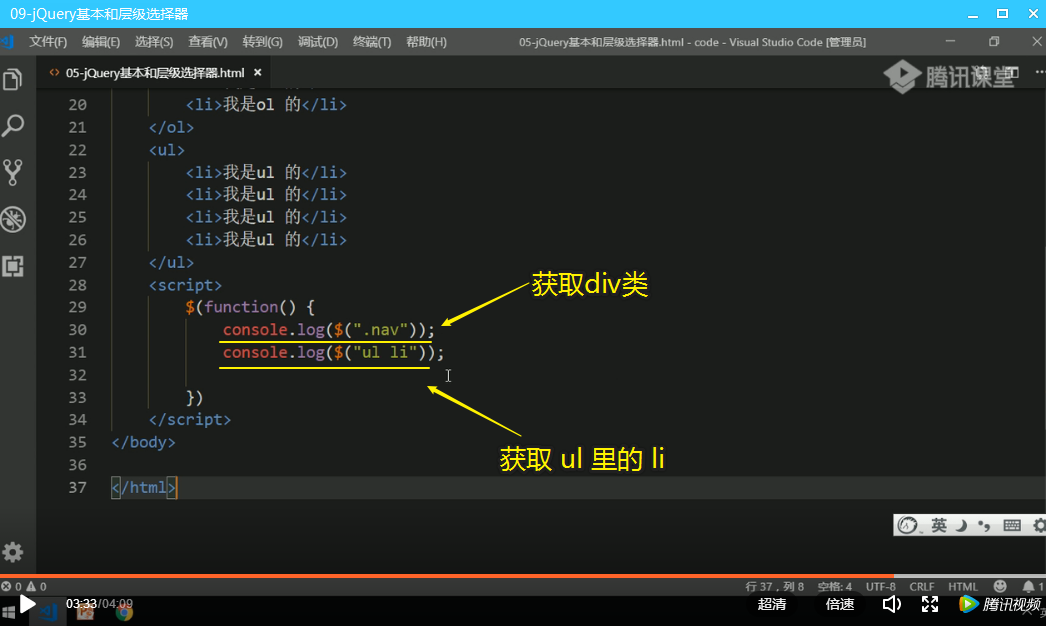 09-jQuery基本和层级选择器
文件(F) 编辑(E) 选择(S) 查看(V) 转到(G) 调试(D) 终端(T) 帮助(H) 05-jQuery基本和层级选择器.html - code - Visual Studio Code [管理员]
05-jQuery基本和层级选择器.html
腾讯课堂
20 <li>我是ol 的</li>
21 </ol>
22 <ul>
23 <li>我是ul 的</li>
24 <li>我是ul 的</li>
25 <li>我是ul 的</li>
26 <li>我是ul 的</li>
27 </ul>
28 <script>
获取div类
29 $(function() {
30 console.log($(".nav"));
31 console.log($("ul li"));
32
33 })
34 </script>
35 </body>
获取 ul 里的 li
36
37 </html>
英
0 0 行 37，列 8 空格: 4 UTF-8 CRLF HTML 1
03:33/04:09 超清 倍速 腾讯视频